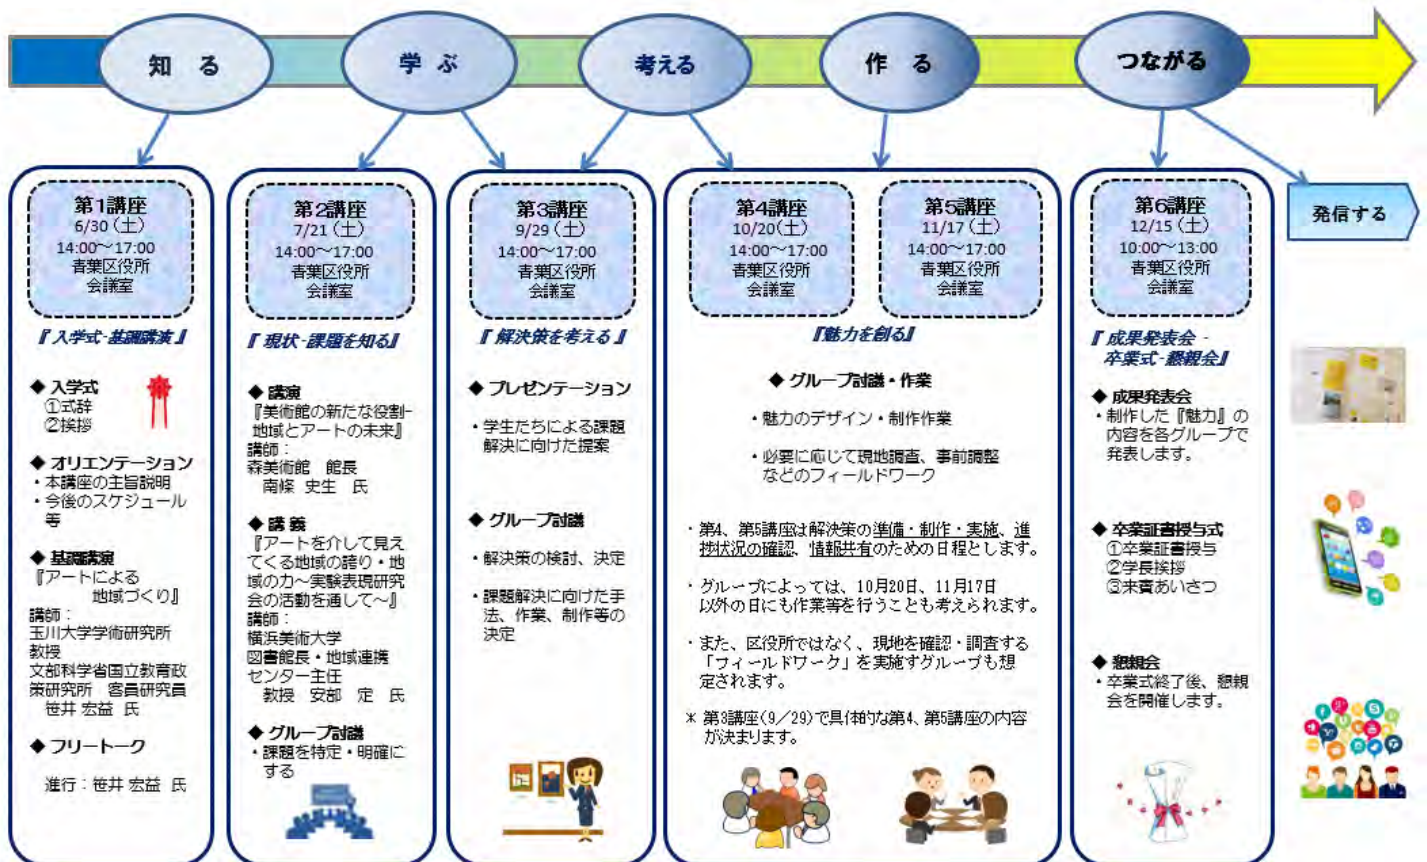 知る
学ぶ
考える
作る
つながる
発信する
第1講座
6/30(土)
14:00～17:00
青葉区役所
会議室
『入学式・基調講演』
◆ 入学式
①式辞
②挨拶
◆ オリエンテーション
・本講座の主旨説明
・今後のスケジュール
等
◆ 基調講演
『アートによる
地域づくり』
講師：
玉川大学学術研究所
教授
文部科学省国立教育政
策研究所　客員研究員
笹井 宏益 氏
◆ フリートーク
進行：笹井 宏益 氏
第2講座
7/21(土)
14:00～17:00
青葉区役所
会議室
『現状・課題を知る』
◆ 講演
『美術館の新たな役割-
地域とアートの未来』
講師：
森美術館　館長
南條 史生 氏
◆ 講 義
『アートを介して見え
てくる地域の誇り・地
域の力～実験表現研究
会の活動を通して～』
講師：
横浜美術大学
図書館長・地域連携
センター主任
教授　安部 定 氏
◆ グループ討議
・課題を特定・明確に
する
第3講座
9/29(土)
14:00～17:00
青葉区役所
会議室
『解決策を考える』
◆ プレゼンテーション
・学生たちによる課題
解決に向けた提案
◆ グループ討議
・解決策の検討、決定
・課題解決に向けた手
法、作業、制作等の
決定
第4講座
10/20(土)
14:00～17:00
青葉区役所
会議室
第5講座
11/17(土)
14:00～17:00
青葉区役所
会議室
『魅力を創る』
◆ グループ討議・作業
・魅力のデザイン・制作作業
・必要に応じて現地調査、事前調整
などのフィールドワーク
・第4、第5講座は解決策の準備・制作・実施、進
捗状況の確認、情報共有のための日程とします。
・グループによっては、10月20日、11月17日
以外の日にも作業等を行うことも考えられます。
・また、区役所ではなく、現地を確認・調査する
「フィールドワーク」を実施すグループも想
定されます。
＊ 第3講座(9／29)で具体的な第4、第5講座の内容
が決まります。
第6講座
12/15(土)
10:00～13:00
青葉区役所
会議室
『成果発表会・
卒業式・懇親会』
◆ 成果発表会
・制作した『魅力』の
内容を各グループで
発表します。
◆ 卒業証書授与式
①卒業証書授与
②学長挨拶
③来賓あいさつ
◆ 懇親会
・卒業式終了後、懇親
会を開催します。